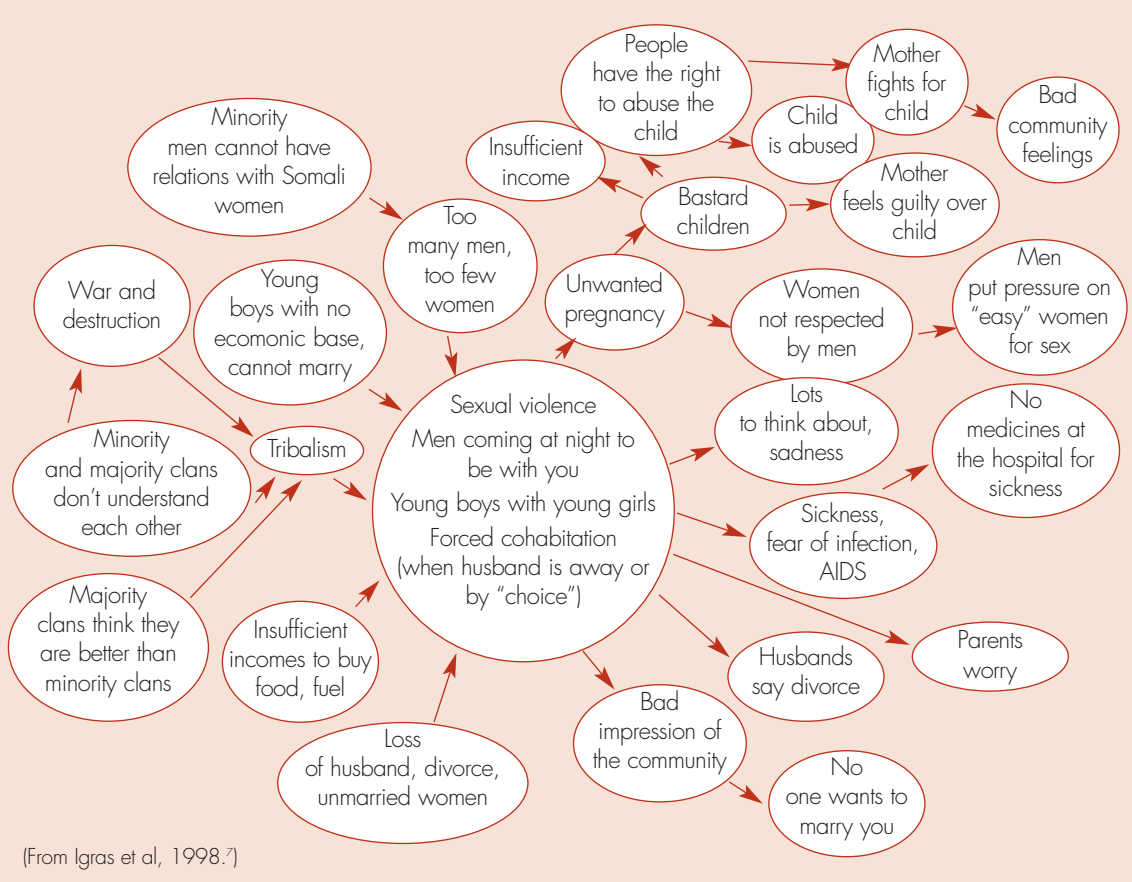 People
have the right
to abuse the
child
Mother
fights for
child
Bad
community
feelings
Child
is abused
Minority
men cannot have
relations with Somali
women
Insufficient
income
Bastard
children
Mother
feels guilty over
child
Too
many men,
too few
women
War and
destruction
Young
boys with no
ecomonic base,
cannot marry
Unwanted
pregnancy
Women
not respected
by men
Men
put pressure on
“easy” women
for sex
Sexual violence
Men coming at night to
be with you
Young boys with young girls
Forced cohabitation
(when husband is away or
by “choice”)
Lots
to think about,
sadness
No
medicines at
the hospital for
sickness
Minority
and majority clans
don’t understand
each other
Tribalism
Sickness,
fear of infection,
AIDS
Majority
clans think they
are better than
minority clans
Insufficient
incomes to buy
food, fuel
Parents
worry
Husbands
say divorce
Bad
impression of
the community
Loss
of husband, divorce,
unmarried women
No
one wants to
marry you
(From Igras et al, 1998.⁷)